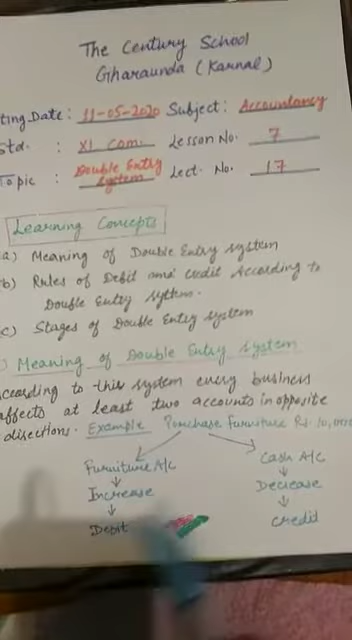 The Century School
Gharaunda (Karnal)
ting Date: 11-05-2020 Subject: Accountancy
Std. : XI Com. Lesson No. 7
Topic : Double Entry System Lect. No. 17
Learning Concepts
a) Meaning of Double Entry System
b) Rules of Debit and Credit According to
Double Entry System.
c) Stages of Double Entry System
) Meaning of Double Entry System
According to this system every business
affects at least two accounts in opposite
directions. Example Purchase Furniture Rs. 10,000
Furniture A/c Cash A/c
↓ ↓
Increase Decrease
↓ ↓
Debit Credit